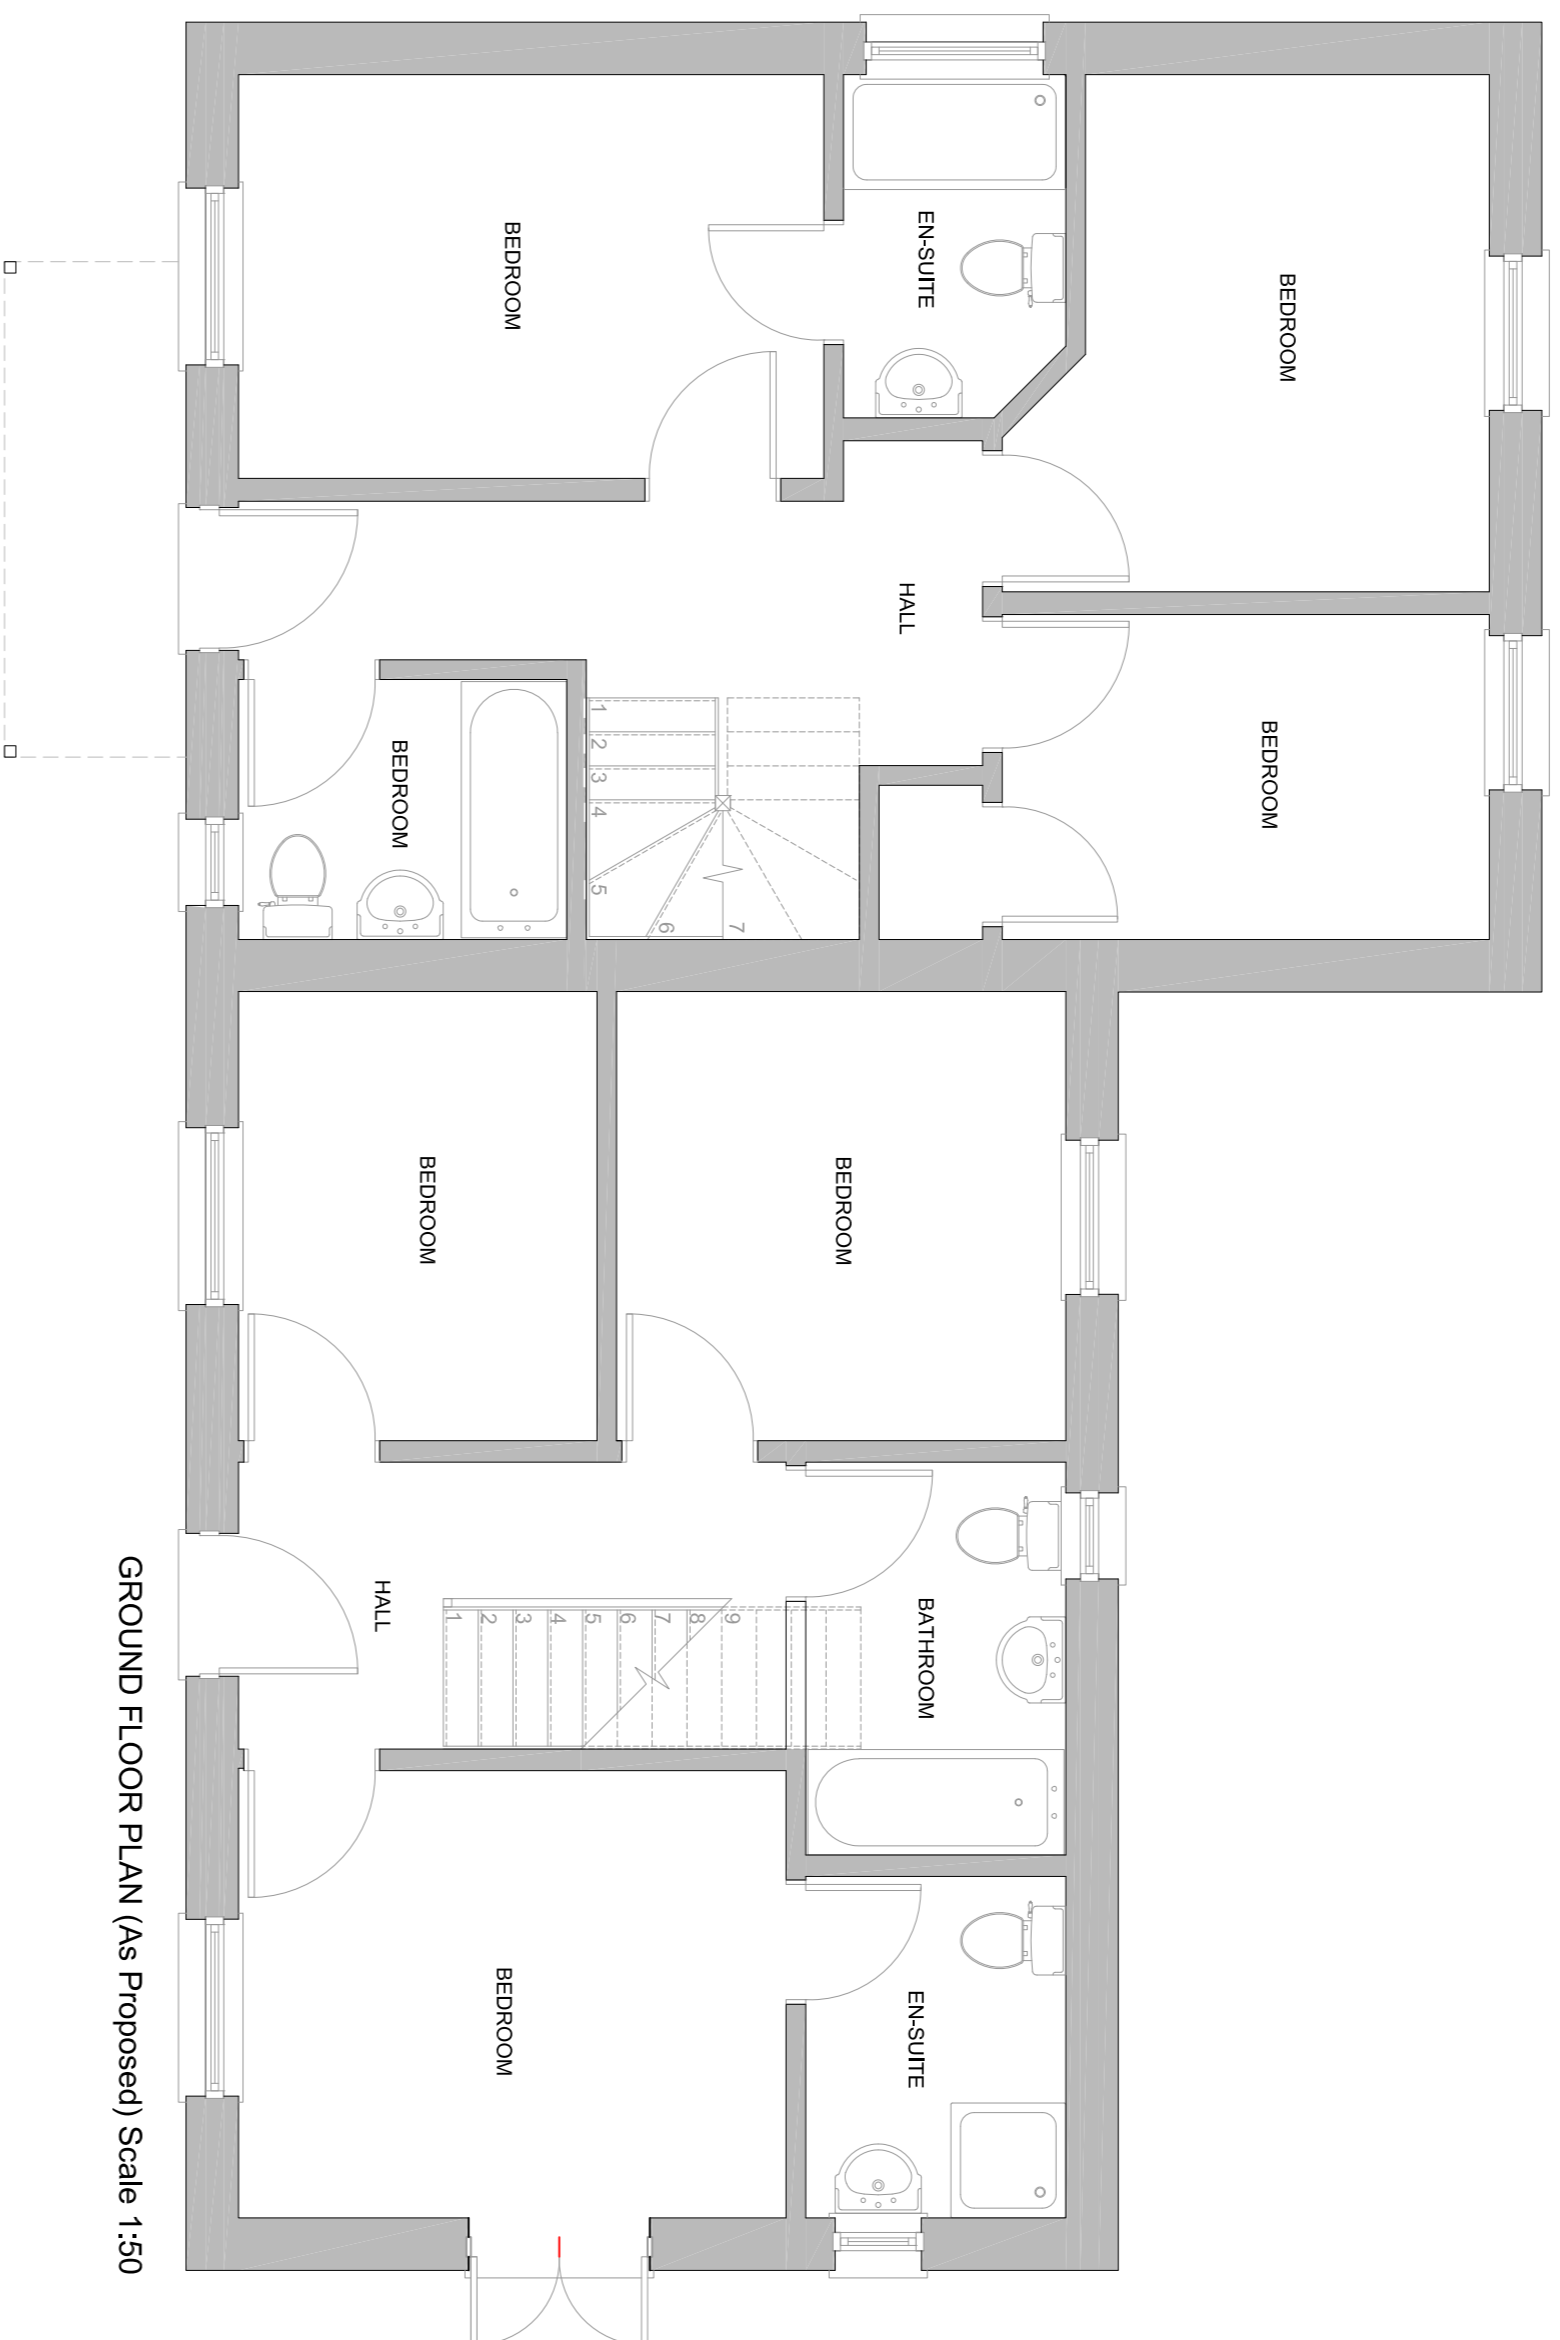 BEDROOM
BEDROOM
EN-SUITE
HALL
BATHROOM
EN-SUITE
BEDROOM
7
6
1 2 3 4 5
9
8
7
6
5
4
3
2
1
BEDROOM
BEDROOM
BEDROOM
BEDROOM
HALL
GROUND FLOOR PLAN (As Proposed) Scale 1:50